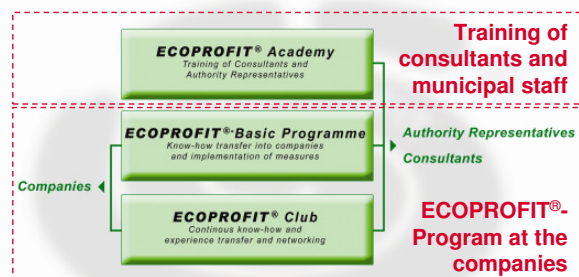 ECOPROFIT® Academy
Training of Consultants and
Authority Representatives
Training of
consultants and
municipal staff
ECOPROFIT®-Basic Programme
Know-how transfer into companies
and implementation of measures
Authority Representatives
Consultants
Companies
ECOPROFIT® Club
Continous know-how and
experience transfer and networking
ECOPROFIT®-
Program at the
companies